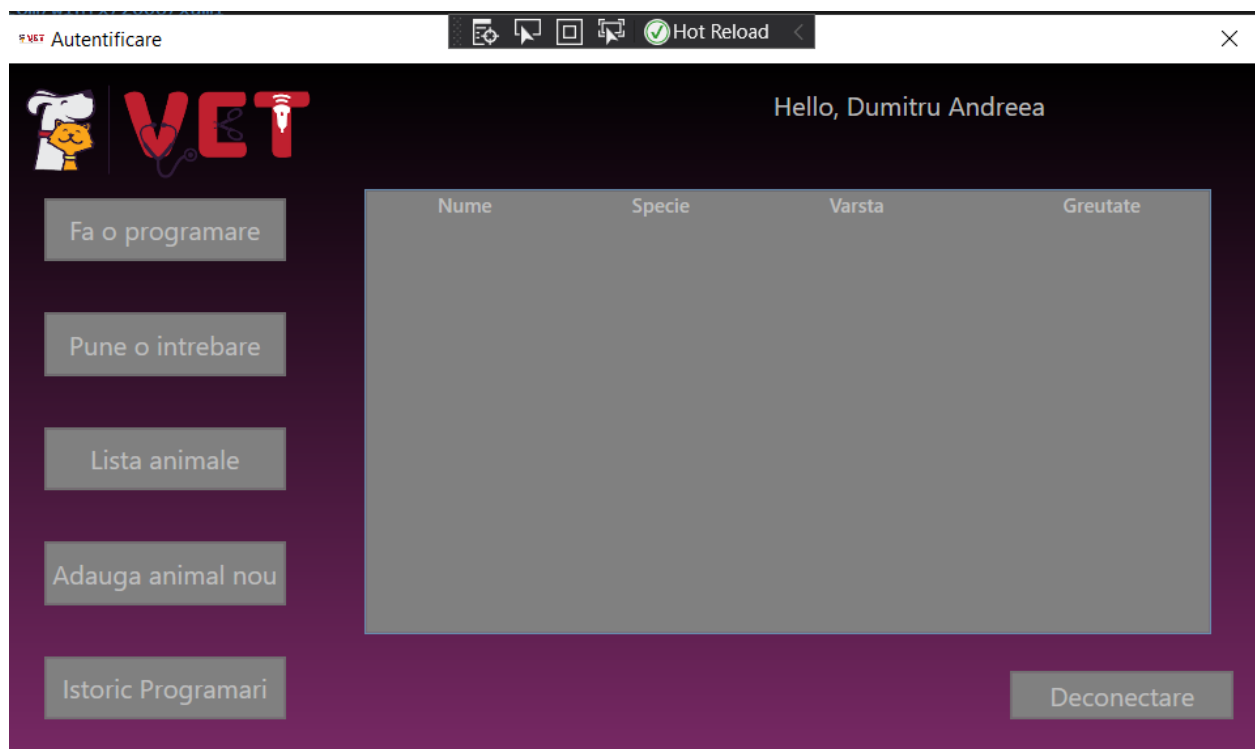 VET Autentificare
Hot Reload
VET
Hello, Dumitru Andreea
Nume Specie Varsta Greutate
Fa o programare
Pune o intrebare
Lista animale
Adauga animal nou
Istoric Programari
Deconectare